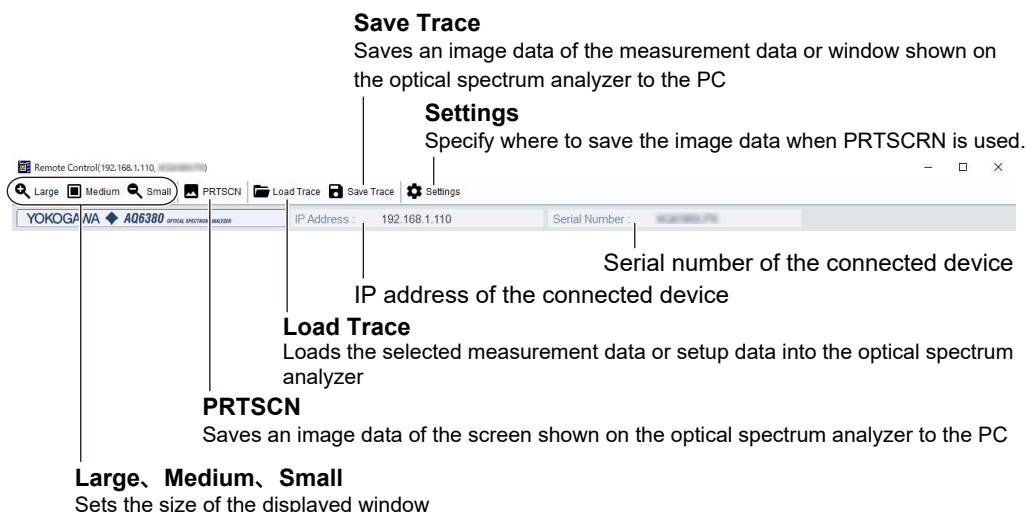 Save Trace
Saves an image data of the measurement data or window shown on
the optical spectrum analyzer to the PC
Settings
Specify where to save the image data when PRTSCRN is used.
Remote Control(192.168.1.110,
Large Medium Small PRTSCN Load Trace Save Trace Settings
YOKOGAWA ◆ AQ6380 OPTICAL SPECTRUM ANALYZER IP Address : 192.168.1.110 Serial Number :
Serial number of the connected device
IP address of the connected device
Load Trace
Loads the selected measurement data or setup data into the optical spectrum
analyzer
PRTSCN
Saves an image data of the screen shown on the optical spectrum analyzer to the PC
Large、Medium、Small
Sets the size of the displayed window